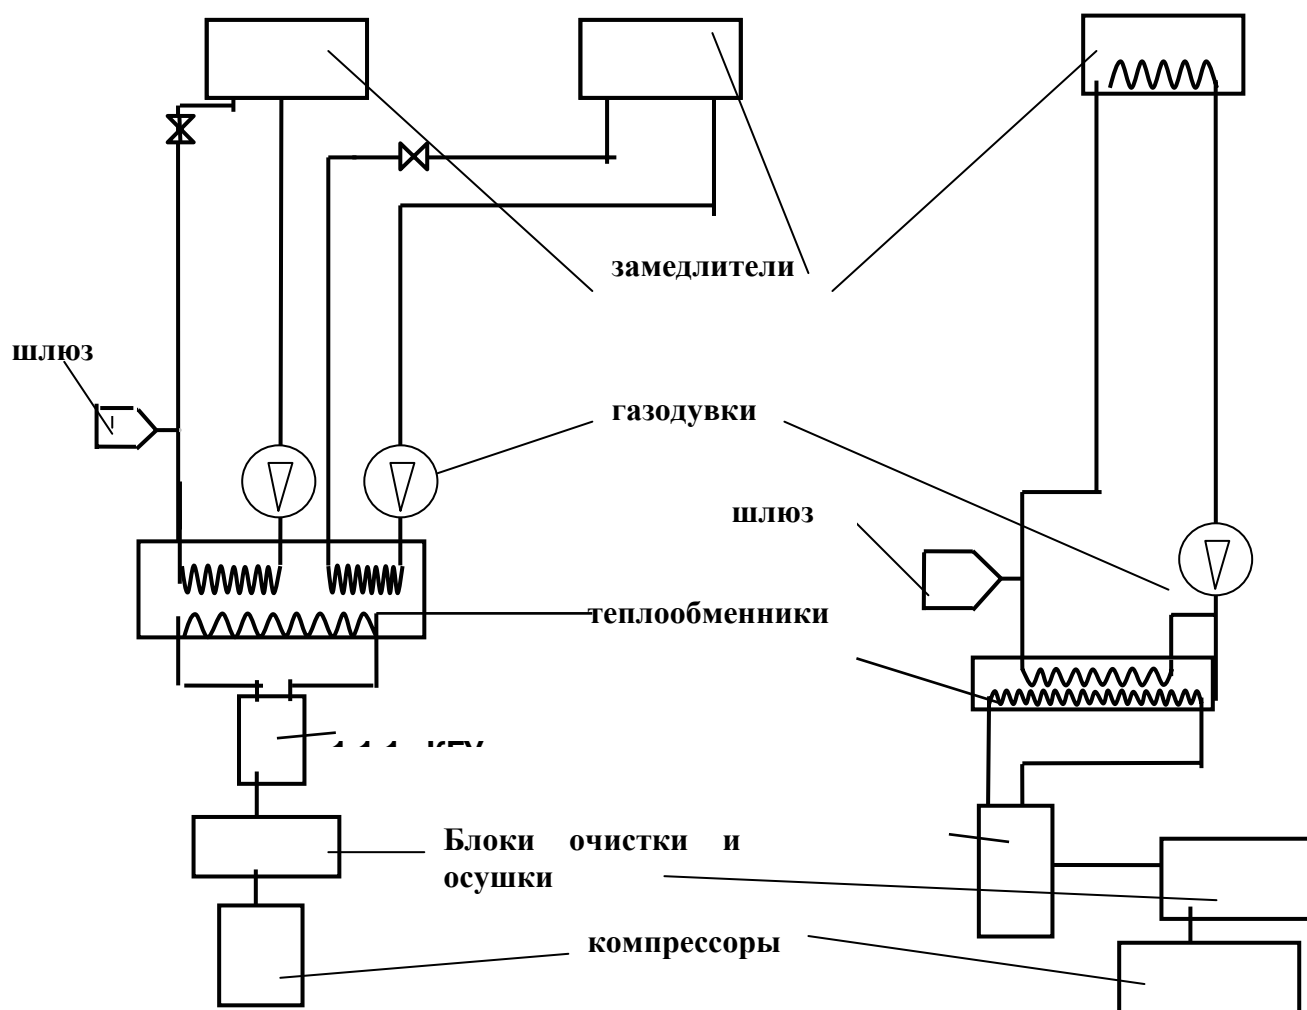 замедлители
шлюз
газодувки
шлюз
теплообменники
Блоки очистки и
осушки
компрессоры